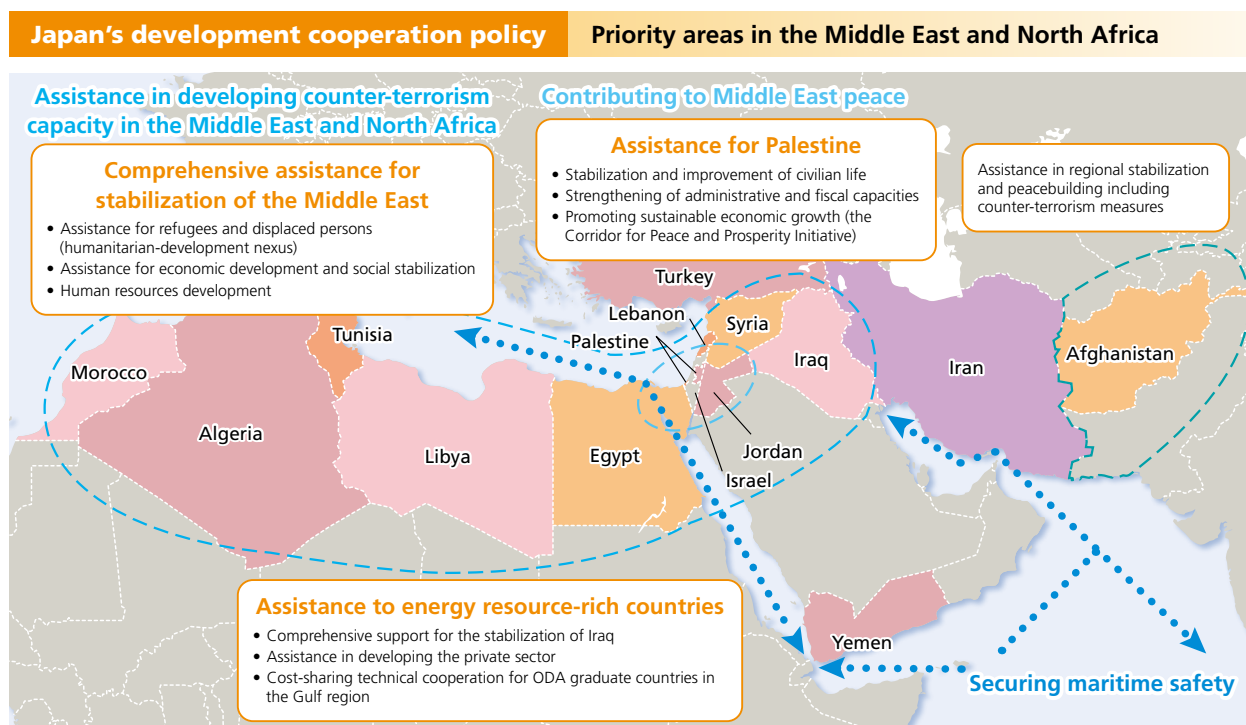 Japan's development cooperation policy
Priority areas in the Middle East and North Africa
Assistance in developing counter-terrorism
capacity in the Middle East and North Africa
Comprehensive assistance for
stabilization of the Middle East
• Assistance for refugees and displaced persons
(humanitarian-development nexus)
• Assistance for economic development and social stabilization
• Human resources development
Contributing to Middle East peace
Assistance for Palestine
• Stabilization and improvement of civilian life
• Strengthening of administrative and fiscal capacities
• Promoting sustainable economic growth (the
Corridor for Peace and Prosperity Initiative)
Assistance in regional stabilization
and peacebuilding including
counter-terrorism measures
Turkey
Lebanon
Syria
Tunisia
Palestine
Iraq
Iran
Afghanistan
Morocco
Algeria
Libya
Egypt
Jordan
Israel
Assistance to energy resource-rich countries
• Comprehensive support for the stabilization of Iraq
• Assistance in developing the private sector
• Cost-sharing technical cooperation for ODA graduate countries in
the Gulf region
Yemen
Securing maritime safety